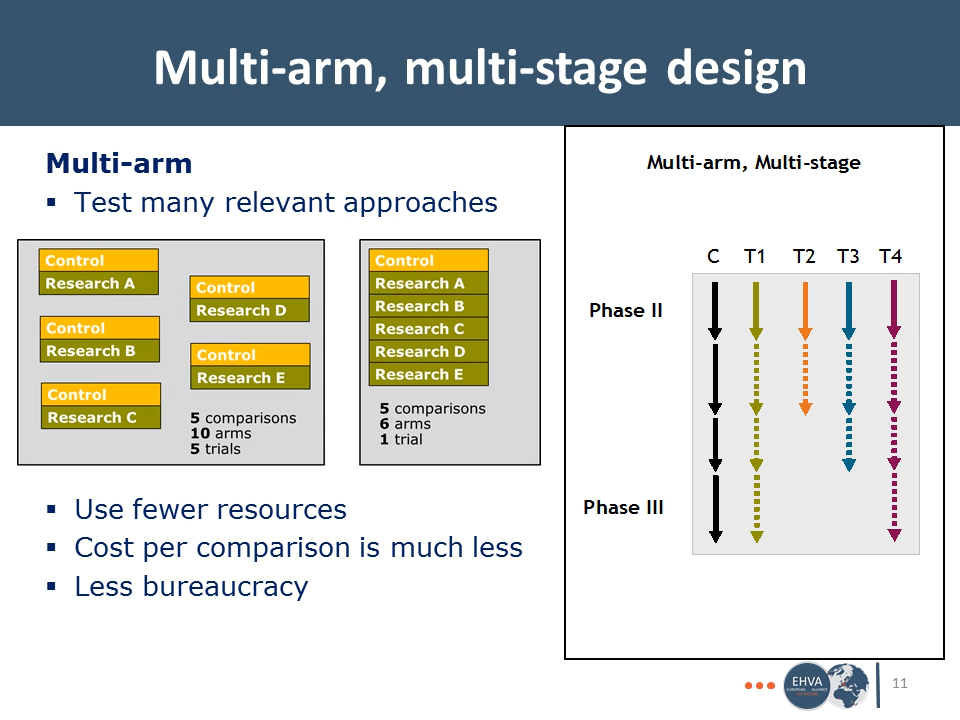 Multi-arm, multi-stage design
Multi-arm
▪ Test many relevant approaches
Control
Research A
Control
Research B
Control
Research C
Control
Research D
Control
Research E
5 comparisons
10 arms
5 trials
Control
Research A
Research B
Research C
Research D
Research E
5 comparisons
6 arms
1 trial
▪ Use fewer resources
▪ Cost per comparison is much less
▪ Less bureaucracy
Multi-arm, Multi-stage
C T1 T2 T3 T4
Phase II
Phase III
EHVA
EUROPEAN ALLIANCE
11